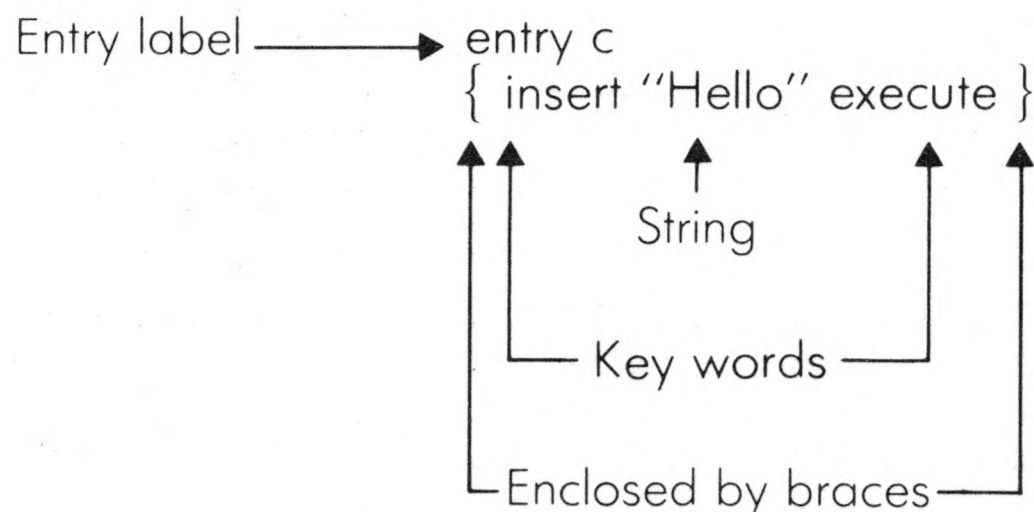 Entry label entry c
{ insert “Hello” execute }
String
Key words
Enclosed by braces